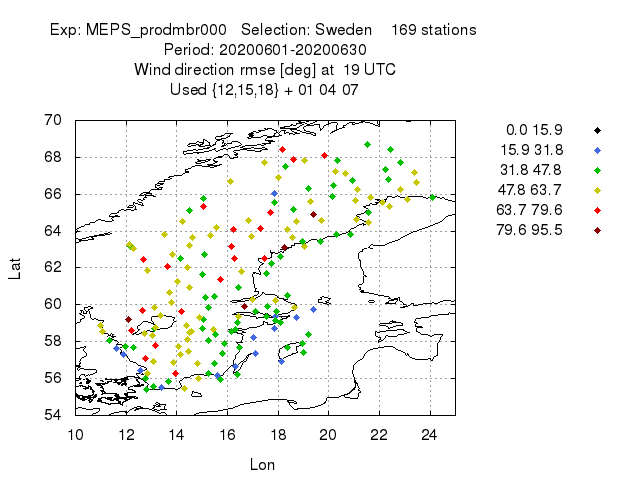 Exp: MEPS_prodmbr000 Selection: Sweden 169 stations
Period: 20200601-20200630
Wind direction rmse [deg] at 19 UTC
Used {12,15,18} + 01 04 07
70
68
66
64
62
60
58
56
54
Lat
10 12 14 16 18 20 22 24
Lon
0.0 15.9
15.9 31.8
31.8 47.8
47.8 63.7
63.7 79.6
79.6 95.5